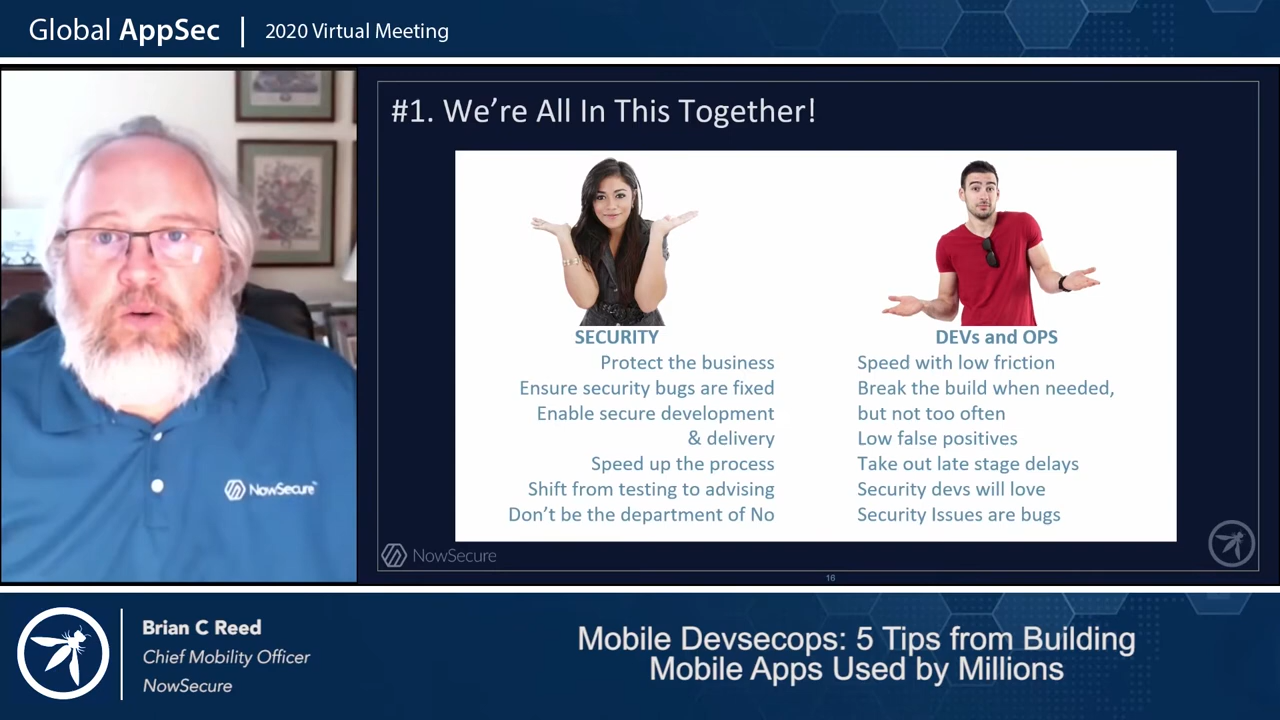 Global AppSec | 2020 Virtual Meeting
#1. We're All In This Together!
SECURITY
Protect the business
Ensure security bugs are fixed
Enable secure development
& delivery
Speed up the process
Shift from testing to advising
Don't be the department of No
DEVs and OPS
Speed with low friction
Break the build when needed,
but not too often
Low false positives
Take out late stage delays
Security devs will love
Security Issues are bugs
NowSecure™
NowSecure
16
Brian C Reed
Chief Mobility Officer
NowSecure
Mobile Devsecops: 5 Tips from Building
Mobile Apps Used by Millions